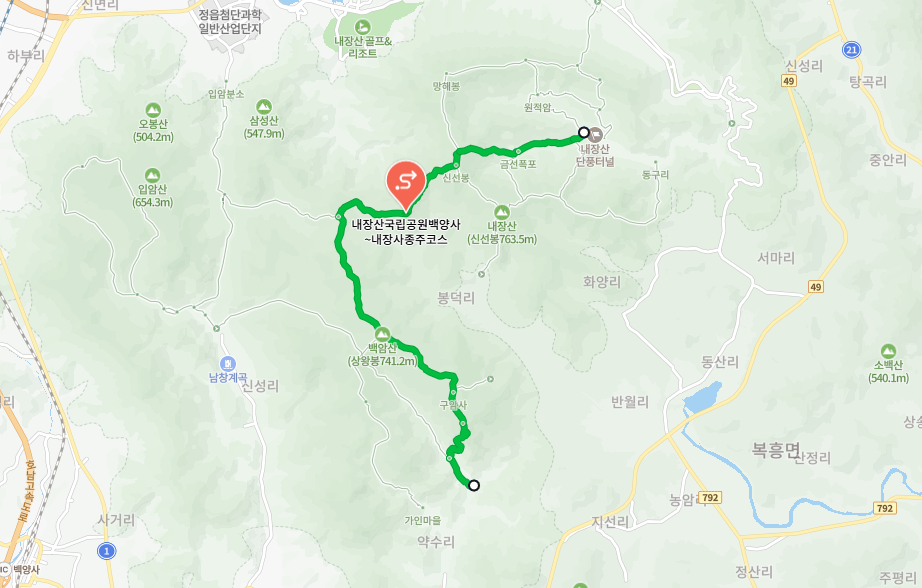 신면리
정읍첨단과학
일반산업단지
내장산 골프&
리조트
하부리
21
신성리
49
탕곡리
망해봉
입암분소
원적암
오봉산
(504.2m)
삼성산
(547.9m)
내장산
단풍터널
중안리
금선폭포
신선봉
동구리
입암산
(654.3m)
내장산국립공원백양사
~내장사종주코스
내장산
(신선봉763.5m)
서마리
화양리
49
봉덕리
백암산
(상왕봉741.2m)
동산리
소백산
(540.1m)
남창계곡
신성리
리
구암사
반월리
상송
복흥면
산정리
호남고속도로
농암리
792
792
가인마을
사거리
지선리
1
약수리
IC
백양사
정산리
주평리